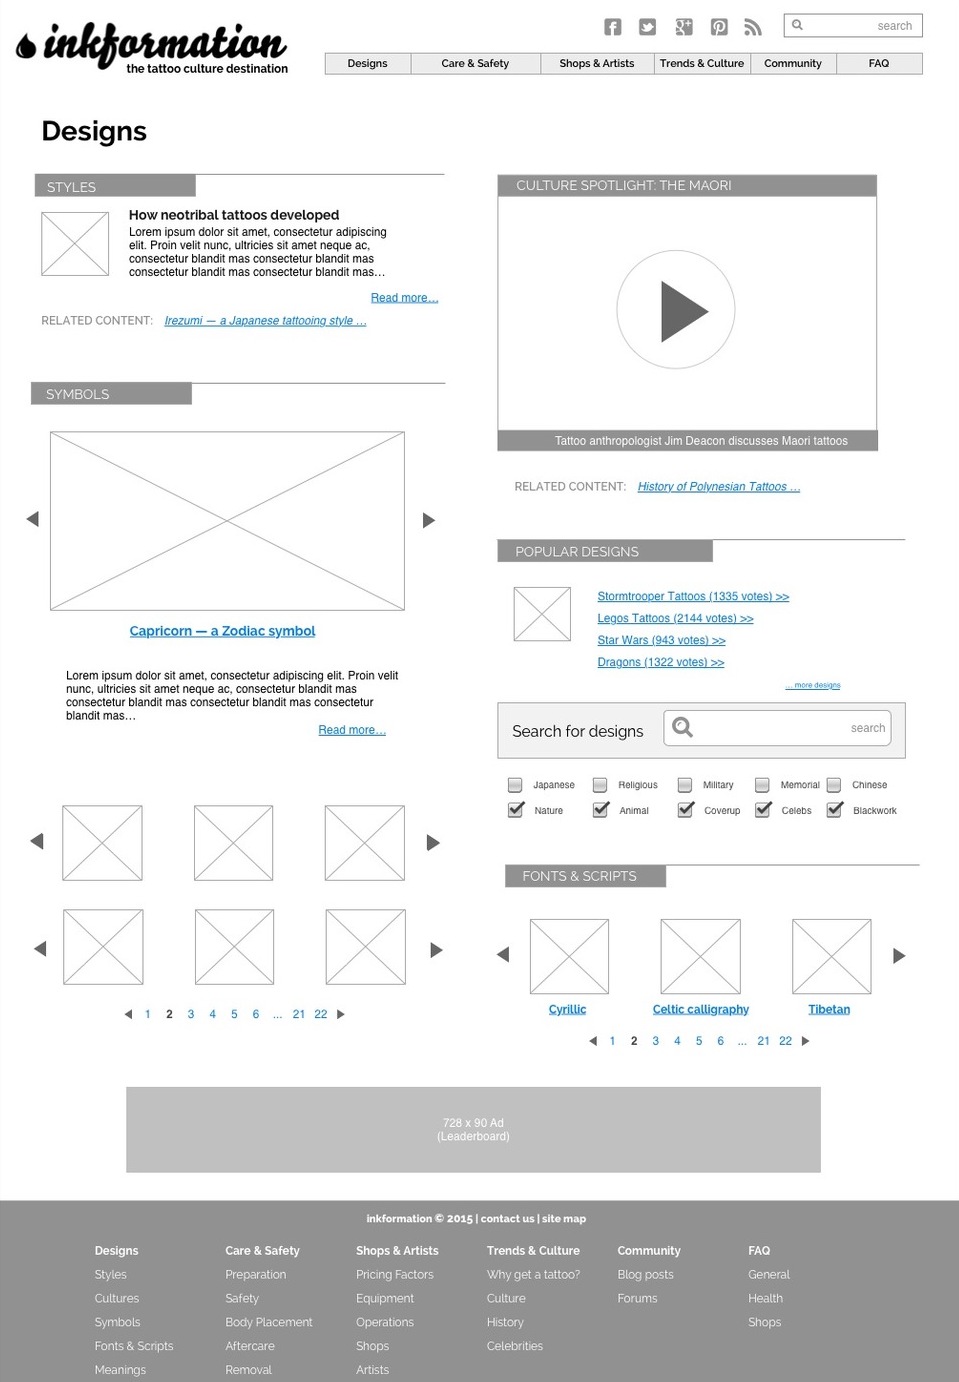 inkformation
the tattoo culture destination
search
Designs Care & Safety Shops & Artists Trends & Culture Community FAQ
Designs
STYLES
How neotribal tattoos developed
Lorem ipsum dolor sit amet, consectetur adipiscing
elit. Proin velit nunc, ultricies sit amet neque ac,
consectetur blandit mas consectetur blandit mas
consectetur blandit mas consectetur blandit mas…
Read more…
RELATED CONTENT: Irezumi — a Japanese tattooing style …
SYMBOLS
Capricorn — a Zodiac symbol
Lorem ipsum dolor sit amet, consectetur adipiscing elit. Proin velit
nunc, ultricies sit amet neque ac, consectetur blandit mas
consectetur blandit mas consectetur blandit mas consectetur
blandit mas…
Read more…
1 2 3 4 5 6 ... 21 22
CULTURE SPOTLIGHT: THE MAORI
Tattoo anthropologist Jim Deacon discusses Maori tattoos
RELATED CONTENT: History of Polynesian Tattoos …
POPULAR DESIGNS
Stormtrooper Tattoos (1335 votes) >>
Legos Tattoos (2144 votes) >>
Star Wars (943 votes) >>
Dragons (1322 votes) >>
... more designs
Search for designs search
Japanese Religious Military Memorial Chinese
Nature Animal Coverup Celebs Blackwork
FONTS & SCRIPTS
Cyrillic Celtic calligraphy Tibetan
1 2 3 4 5 6 ... 21 22
728 x 90 Ad
(Leaderboard)
inkformation © 2015 | contact us | site map
Designs Care & Safety Shops & Artists Trends & Culture Community FAQ
Styles Preparation Pricing Factors Why get a tattoo? Blog posts General
Cultures Safety Equipment Culture Forums Health
Symbols Body Placement Operations History Shops
Fonts & Scripts Aftercare Shops Celebrities
Meanings Removal Artists